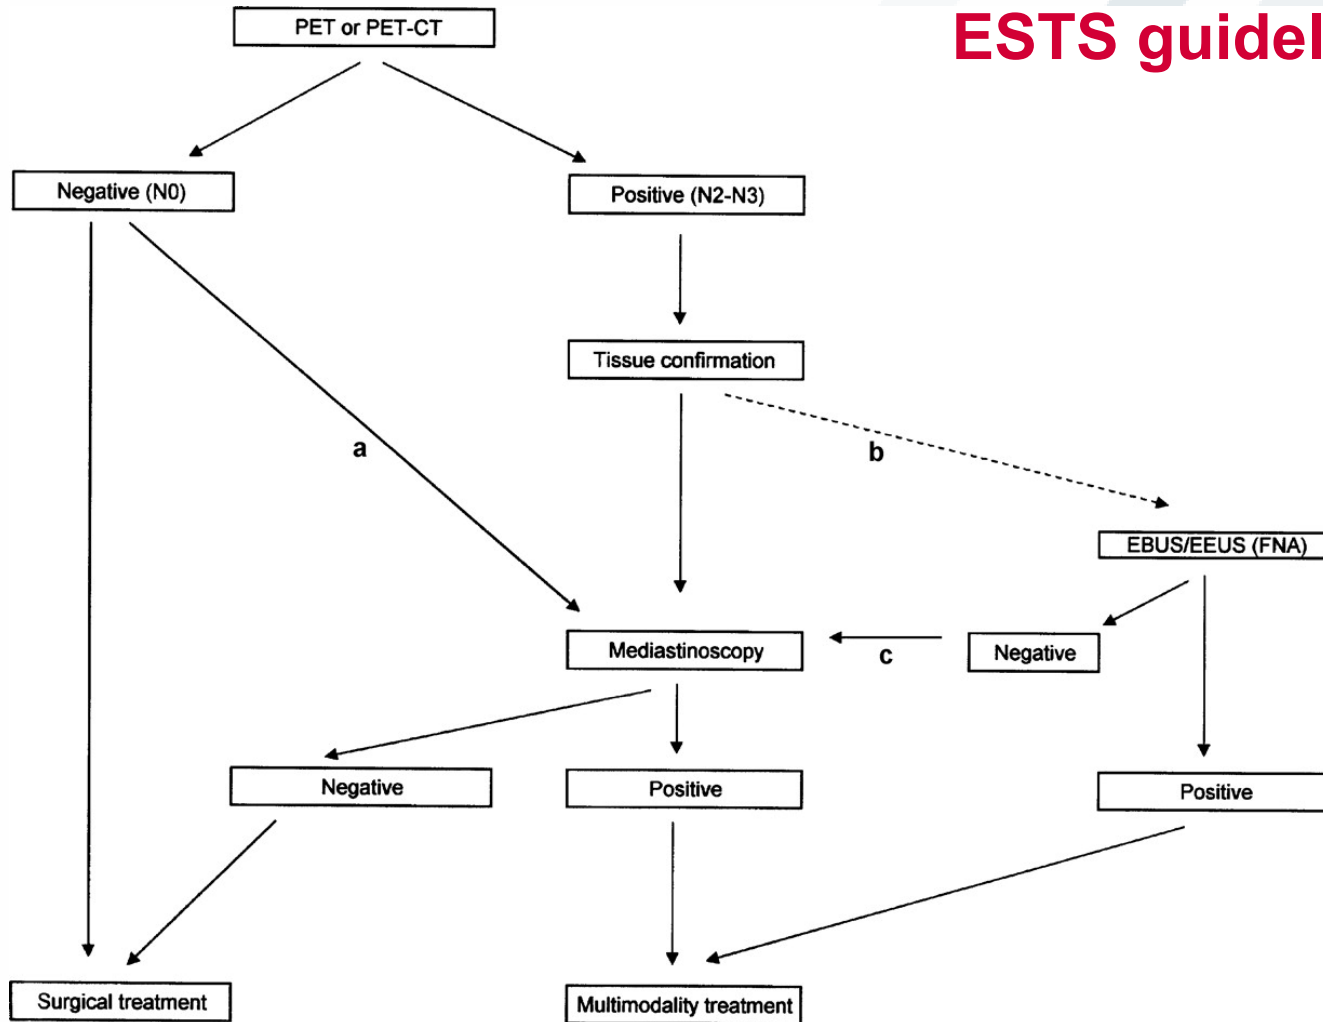 PET or PET-CT
ESTS guidel
Negative (N0)
Positive (N2-N3)
Tissue confirmation
a
b
EBUS/EEUS (FNA)
Mediastinoscopy
c
Negative
Negative
Positive
Positive
Surgical treatment
Multimodality treatment